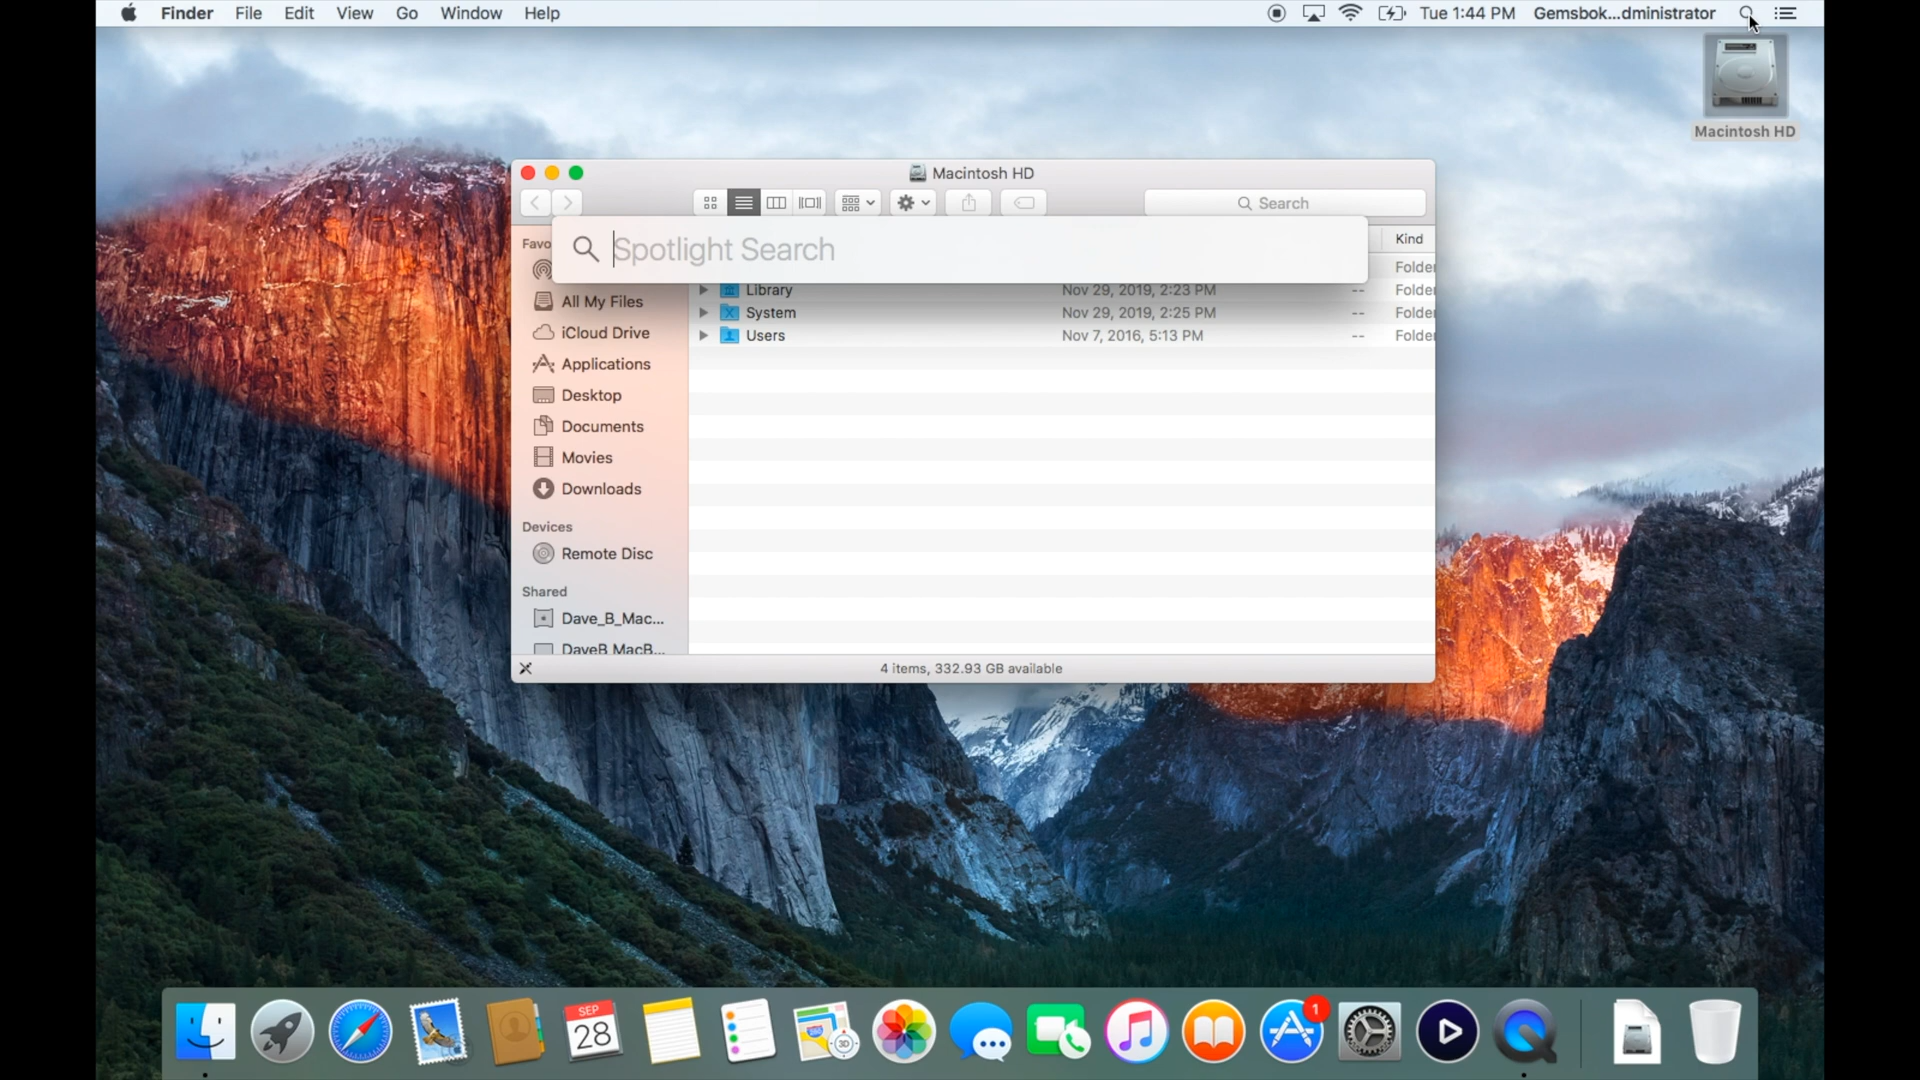 Finder File Edit View Go Window Help Tue 1:44 PM Gemsbok...dministrator
Macintosh HD
Macintosh HD
Search
Spotlight Search
Favo
Kind
Folder
Library Nov 29, 2019, 2:23 PM -- Folder
All My Files
System Nov 29, 2019, 2:25 PM -- Folder
iCloud Drive
Users Nov 7, 2016, 5:13 PM -- Folder
Applications
Desktop
Documents
Movies
Downloads
Devices
Remote Disc
Shared
Dave_B_Mac...
DaveB MacB...
4 items, 332.93 GB available
SEP
28
3D
1